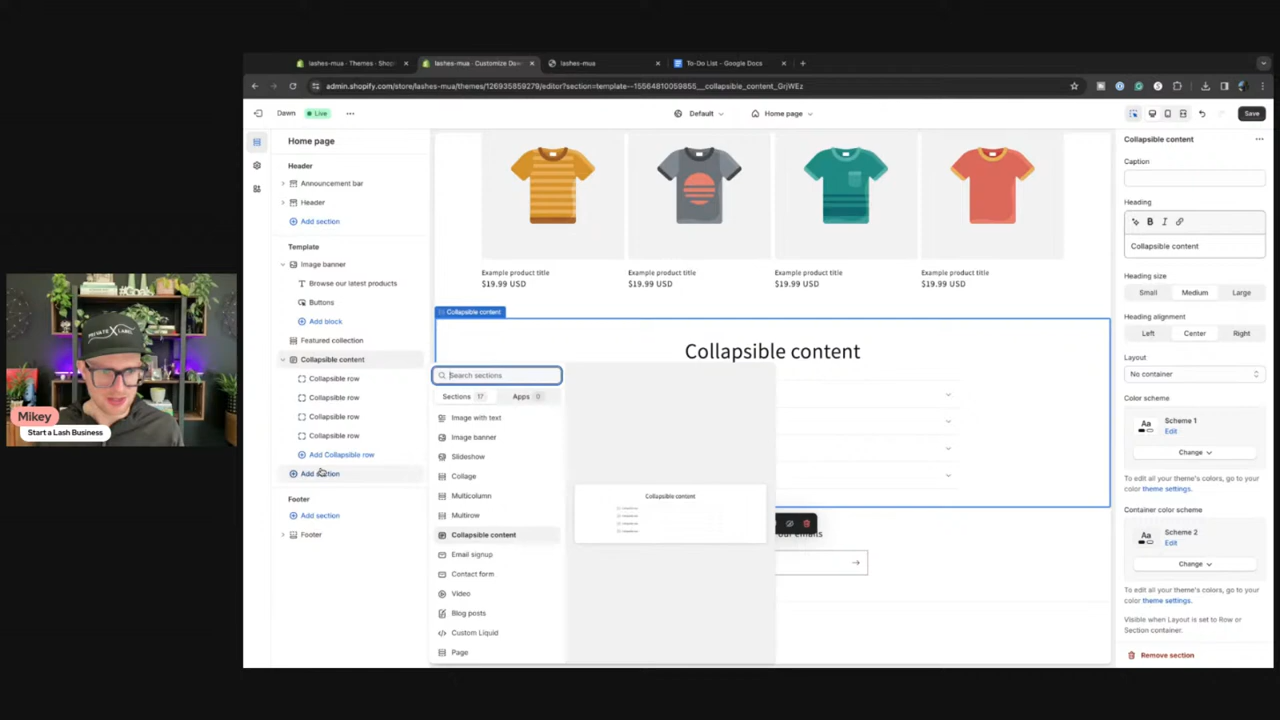 lashes-mua · Themes · Shop
lashes-mua · Customize Da
lashes-mua
To-Do List - Google Docs
admin.shopify.com/store/lashes-mua/themes/126935859279/editor?section=template--15564810059855__collapsible_content_GrjWEz
Dawn
Live
Default
Home page
Save
Home page
Header
Announcement bar
Header
Add section
Template
Image banner
Browse our latest products
Buttons
Add block
Featured collection
Collapsible content
Collapsible row
Collapsible row
Collapsible row
Collapsible row
Add Collapsible row
Add section
Footer
Add section
Footer
Example product title
$19.99 USD
Example product title
$19.99 USD
Example product title
$19.99 USD
Example product title
$19.99 USD
Collapsible content
Collapsible content
Search sections
Sections 17
Apps 0
Image with text
Image banner
Slideshow
Collage
Multicolumn
Multirow
Collapsible content
Email signup
Contact form
Video
Blog posts
Custom Liquid
Page
Collapsible content
our emails
Collapsible content
Caption
Heading
B I
Collapsible content
Heading size
Small Medium Large
Heading alignment
Left Center Right
Layout
No container
Color scheme
Aa
Scheme 1
Edit
Change
To edit all your theme's colors, go to your
color theme settings.
Container color scheme
Aa
Scheme 2
Edit
Change
To edit all your theme's colors, go to your
color theme settings.
Visible when Layout is set to Row or
Section container.
Remove section
PRIVATE LABEL
Mikey
Start a Lash Business